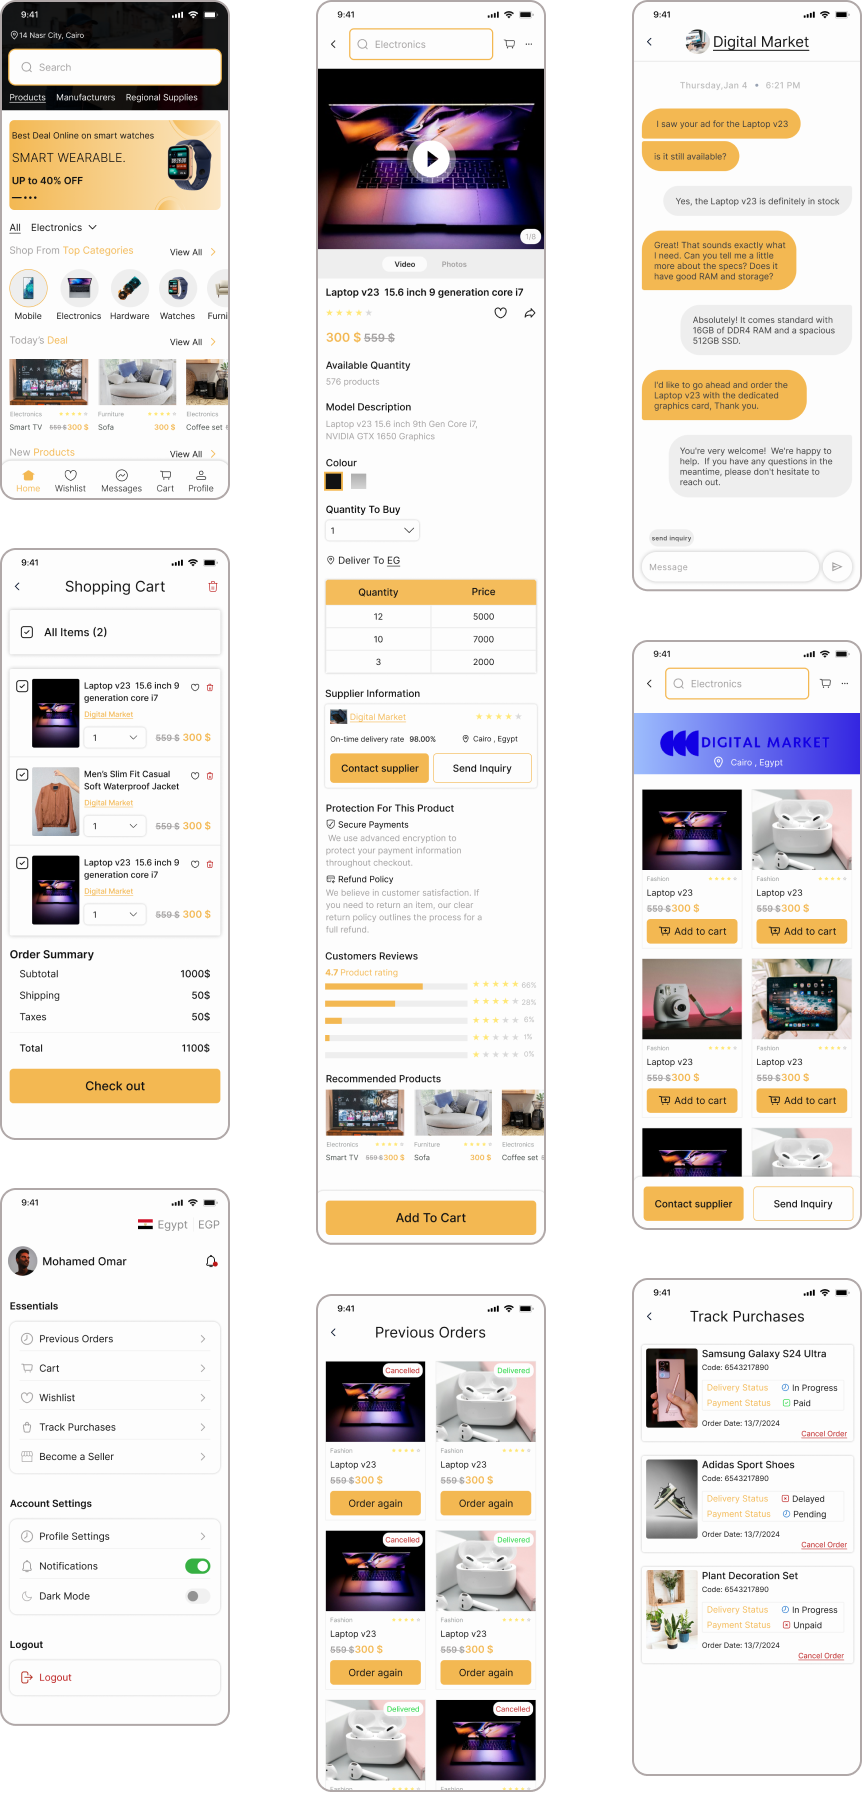 9:41
14 Nasr City, Cairo
Search
Products Manufacturers Regional Supplies
Best Deal Online on smart watches
SMART WEARABLE.
UP to 40% OFF
All Electronics
Shop From Top Categories View All
Mobile Electronics Hardware Watches Furni
Today's Deal View All
Electronics Furniture Electronics
Smart TV 559 $ 300 $ Sofa 300 $ Coffee set
New Products View All
Home Wishlist Messages Cart Profile
9:41
Shopping Cart
All Items (2)
Laptop v23 15.6 inch 9
generation core i7
Digital Market
1 559 $ 300 $
Men's Slim Fit Casual
Soft Waterproof Jacket
Digital Market
1 559 $ 300 $
Laptop v23 15.6 inch 9
generation core i7
Digital Market
1 559 $ 300 $
Order Summary
Subtotal 1000$
Shipping 50$
Taxes 50$
Total 1100$
Check out
9:41
Egypt EGP
Mohamed Omar
Essentials
Previous Orders
Cart
Wishlist
Track Purchases
Become a Seller
Account Settings
Profile Settings
Notifications
Dark Mode
Logout
Logout
9:41
Electronics
1/8
Video Photos
Laptop v23 15.6 inch 9 generation core i7
300 $ 559 $
Available Quantity
576 products
Model Description
Laptop v23 15.6 inch 9th Gen Core i7,
NVIDIA GTX 1650 Graphics
Colour
Quantity To Buy
1
Deliver To EG
Quantity Price
12 5000
10 7000
3 2000
Supplier Information
Digital Market
On-time delivery rate 98.00% Cairo , Egypt
Contact supplier Send Inquiry
Protection For This Product
Secure Payments
We use advanced encryption to
protect your payment information
throughout checkout.
Refund Policy
We believe in customer satisfaction. If
you need to return an item, our clear
return policy outlines the process for a
full refund.
Customers Reviews
4.7 Product rating
66%
28%
6%
1%
0%
Recommended Products
Electronics Furniture Electronics
Smart TV 559 $ 300 $ Sofa 300 $ Coffee set
Add To Cart
9:41
Previous Orders
Cancelled Delivered
Fashion Fashion
Laptop v23 Laptop v23
559 $ 300 $ 559 $ 300 $
Order again Order again
Cancelled Delivered
Fashion Fashion
Laptop v23 Laptop v23
559 $ 300 $ 559 $ 300 $
Order again Order again
Delivered Cancelled
Fashion Fashion
9:41
Digital Market
Thursday,Jan 4 • 6:21 PM
I saw your ad for the Laptop v23
is it still available?
Yes, the Laptop v23 is definitely in stock
Great! That sounds exactly what
I need. Can you tell me a little
more about the specs? Does it
have good RAM and storage?
Absolutely! It comes standard with
16GB of DDR4 RAM and a spacious
512GB SSD.
I'd like to go ahead and order the
Laptop v23 with the dedicated
graphics card, Thank you.
You're very welcome! We're happy to
help. If you have any questions in the
meantime, please don't hesitate to
reach out.
send inquiry
Message
9:41
Electronics
DIGITAL MARKET
Cairo , Egypt
Fashion Fashion
Laptop v23 Laptop v23
559 $ 300 $ 559 $ 300 $
Add to cart Add to cart
Fashion Fashion
Laptop v23 Laptop v23
559 $ 300 $ 559 $ 300 $
Add to cart Add to cart
Contact supplier Send Inquiry
9:41
Track Purchases
Samsung Galaxy S24 Ultra
Code: 6543217890
Delivery Status In Progress
Payment Status Paid
Order Date: 13/7/2024
Cancel Order
Adidas Sport Shoes
Code: 6543217890
Delivery Status Delayed
Payment Status Pending
Order Date: 13/7/2024
Cancel Order
Plant Decoration Set
Code: 6543217890
Delivery Status In Progress
Payment Status Unpaid
Order Date: 13/7/2024
Cancel Order